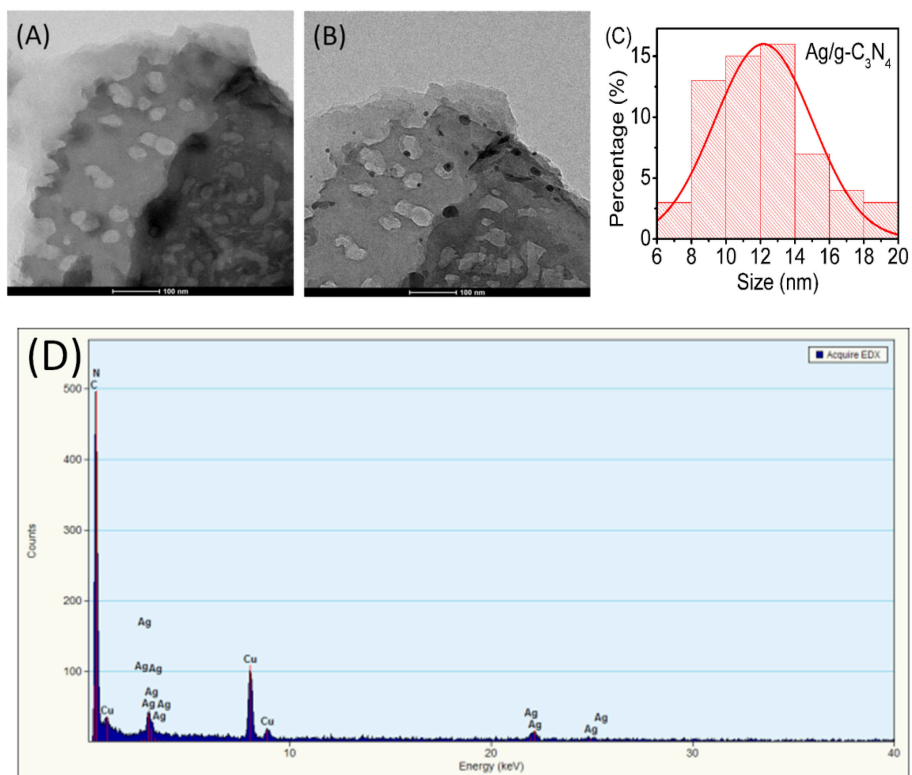 (A)
100 nm
(B)
100 nm
(C)
Ag/g-C₃N₄
Percentage (%)
15
10
5
0
6 8 10 12 14 16 18 20
Size (nm)
(D)
Acquire EDX
N
C
500
400
300
200
100
Counts
Cu
Ag
Ag Ag
Ag
Ag Ag
Ag
Cu
Cu
Ag
Ag
Ag
Ag
10 20 30 40
Energy (keV)